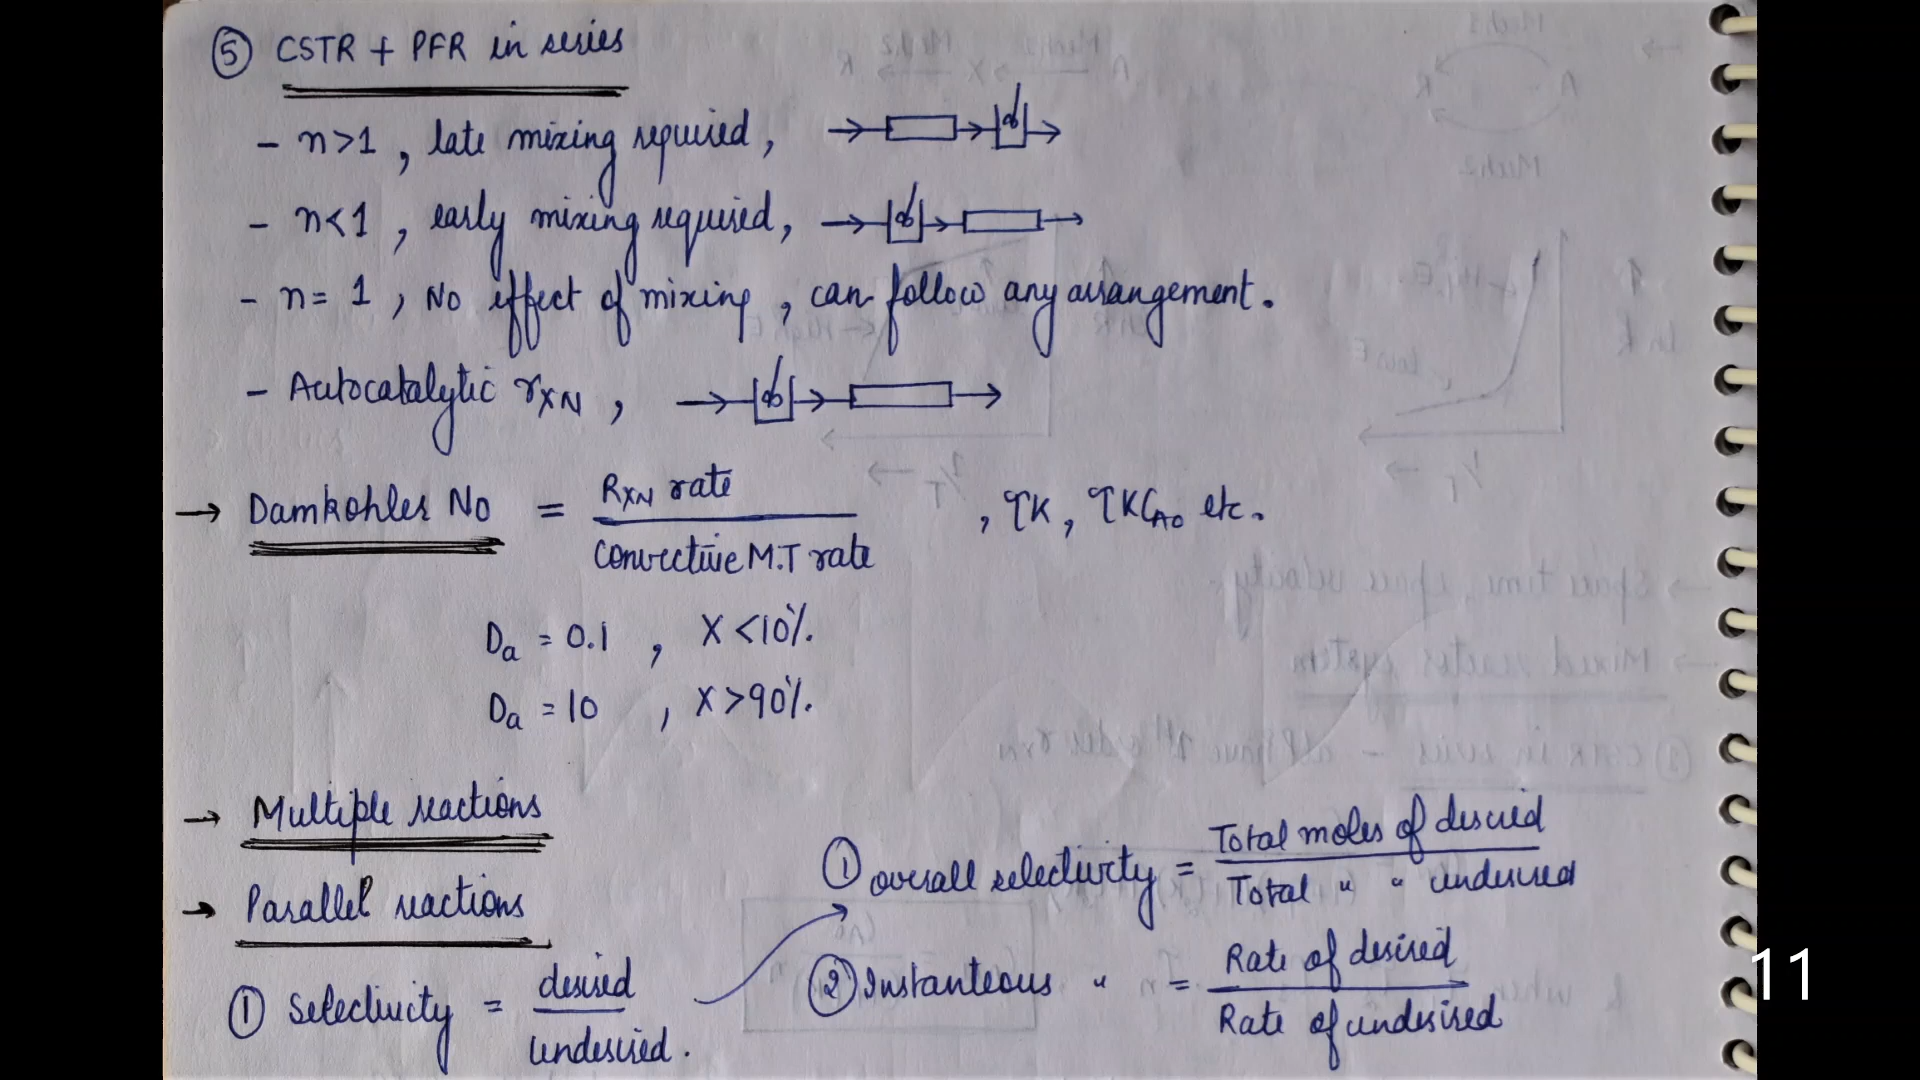 ⑤ CSTR + PFR in series
- n>1, late mixing required,
- n<1, early mixing required,
- n = 1, No effect of mixing, can follow any arrangement.
- Autocatalytic rXN,
→ Damkohler No = RXN rate / convective M.T rate, τK, τKCA0 etc.
Da = 0.1, X <10%.
Da = 10, X >90%.
→ Multiple reactions
→ Parallel reactions
① Selectivity = desired / undesired.
① overall selectivity = Total moles of desired / Total " " undesired
② Instanteous " = Rate of desired / Rate of undesired
11